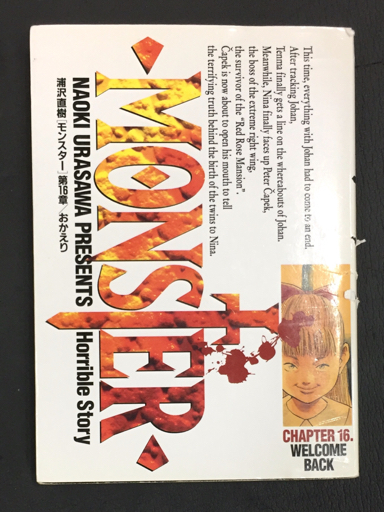 This time, everything with Johan had to come to an end.
After tracking Johan,
Tenma finally gets a line on the whereabouts of Johan.
Meanwhile, Nina finally faces up Peter Čapek,
the boss of the extreme right wing,
the survivor of the "Red Rose Mansion".
Čapek is now about to open his mouth to tell
the terrifying truth behind the birth of the twins to Nina.
MONSTER
NAOKI URASAWA PRESENTS Horrible Story
浦沢直樹「モンスター」第16章/おかえり
CHAPTER 16.
WELCOME
BACK